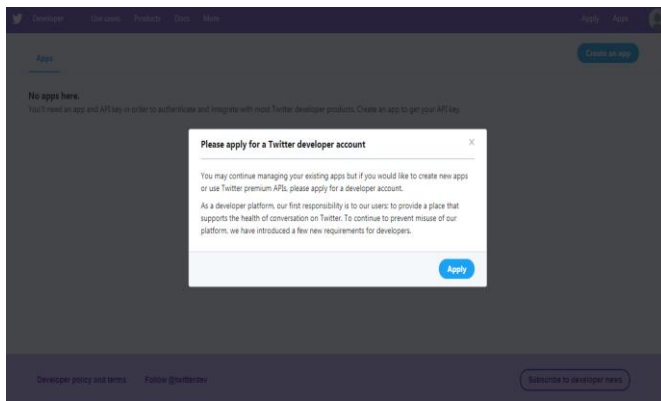 Developer Use cases Products Docs More Apply Apps
Apps
Create an app
No apps here.
You'll need an app and API key in order to authenticate and integrate with most Twitter developer products. Create an app to get your API key.
Please apply for a Twitter developer account
X
You may continue managing your existing apps but if you would like to create new apps
or use Twitter premium APIs, please apply for a developer account.
As a developer platform, our first responsibility is to our users: to provide a place that
supports the health of conversation on Twitter. To continue to prevent misuse of our
platform, we have introduced a few new requirements for developers.
Apply
Developer policy and terms Follow @twitterdev Subscribe to developer news